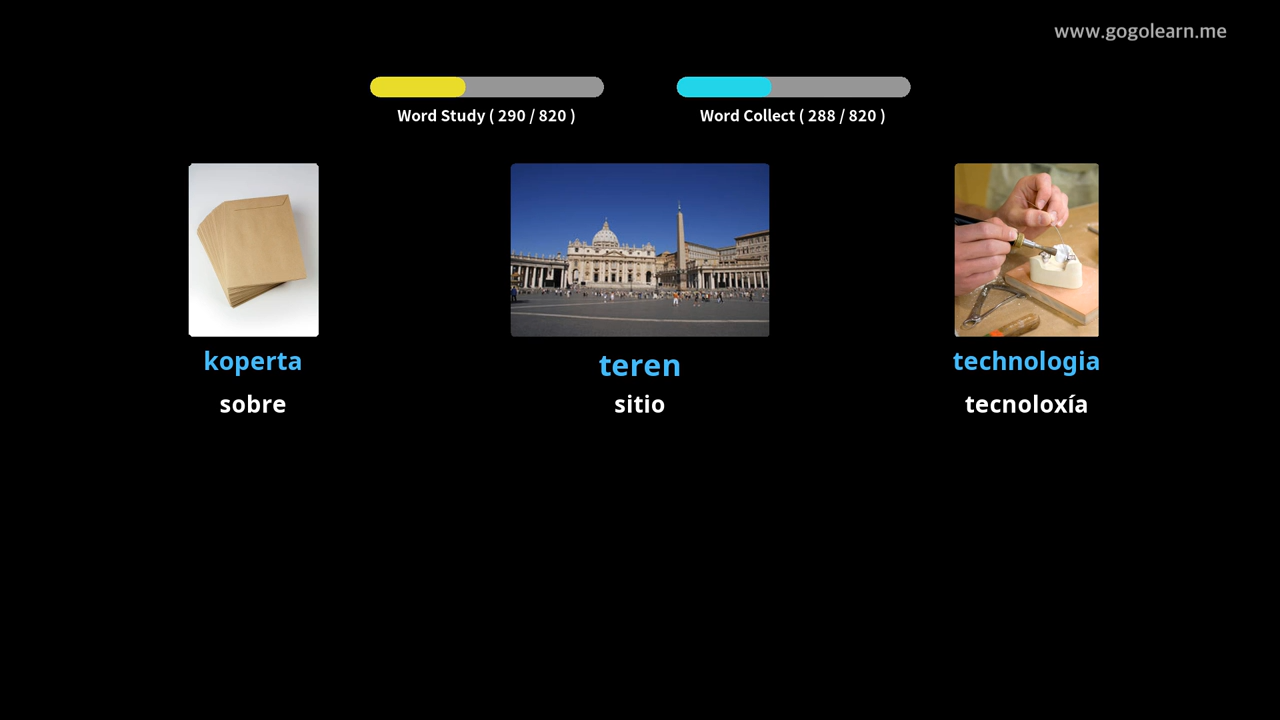 www.gogolearn.me
Word Study ( 290 / 820 )
Word Collect ( 288 / 820 )
koperta
teren
technologia
sobre
sitio
tecnoloxía